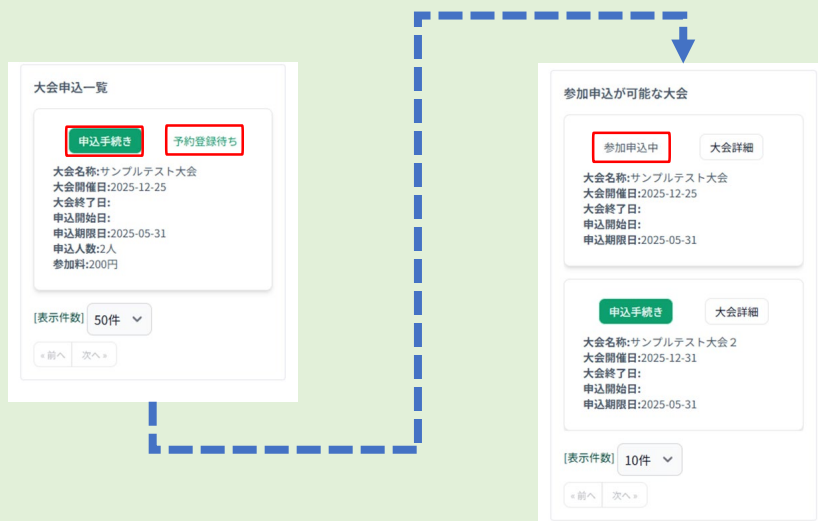 大会申込一覧
申込手続き 予約登録待ち
大会名称:サンプルテスト大会
大会開催日:2025-12-25
大会終了日:
申込開始日:
申込期限日:2025-05-31
申込人数:2人
参加料:200円
[表示件数] 50件
«前へ 次へ»
参加申込が可能な大会
参加申込中 大会詳細
大会名称:サンプルテスト大会
大会開催日:2025-12-25
大会終了日:
申込開始日:
申込期限日:2025-05-31
申込手続き 大会詳細
大会名称:サンプルテスト大会２
大会開催日:2025-12-31
大会終了日:
申込開始日:
申込期限日:2025-05-31
[表示件数] 10件
«前へ 次へ»